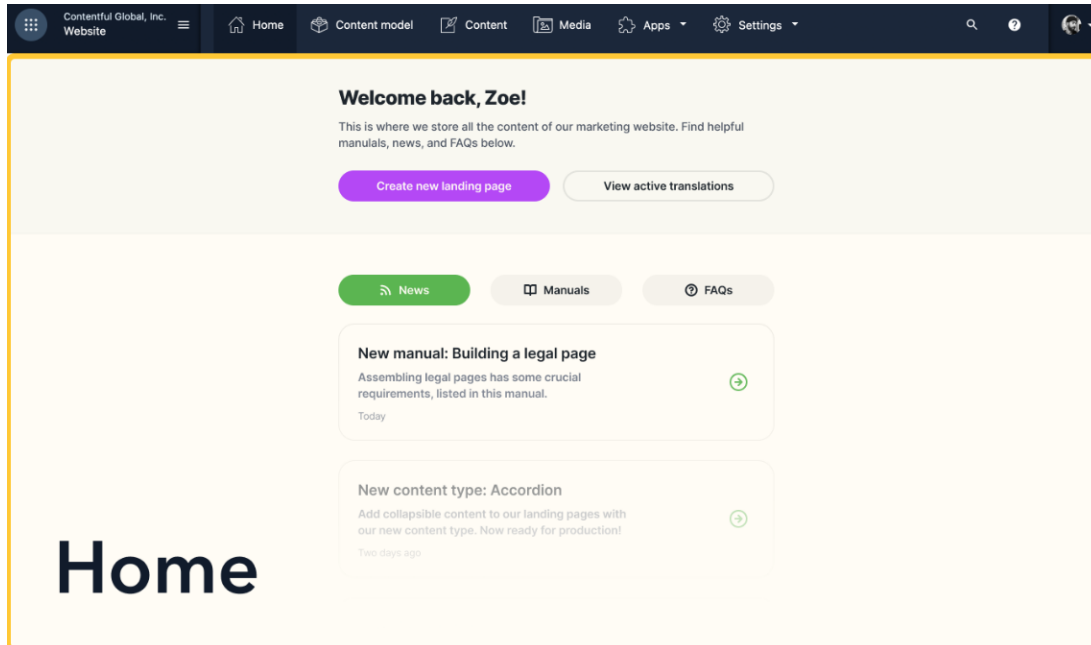 Contentful Global, Inc.
Website
Home
Content model
Content
Media
Apps
Settings
Welcome back, Zoe!
This is where we store all the content of our marketing website. Find helpful
manulals, news, and FAQs below.
Create new landing page
View active translations
News
Manuals
FAQs
New manual: Building a legal page
Assembling legal pages has some crucial
requirements, listed in this manual.
Today
New content type: Accordion
Add collapsible content to our landing pages with
our new content type. Now ready for production!
Two days ago
Home